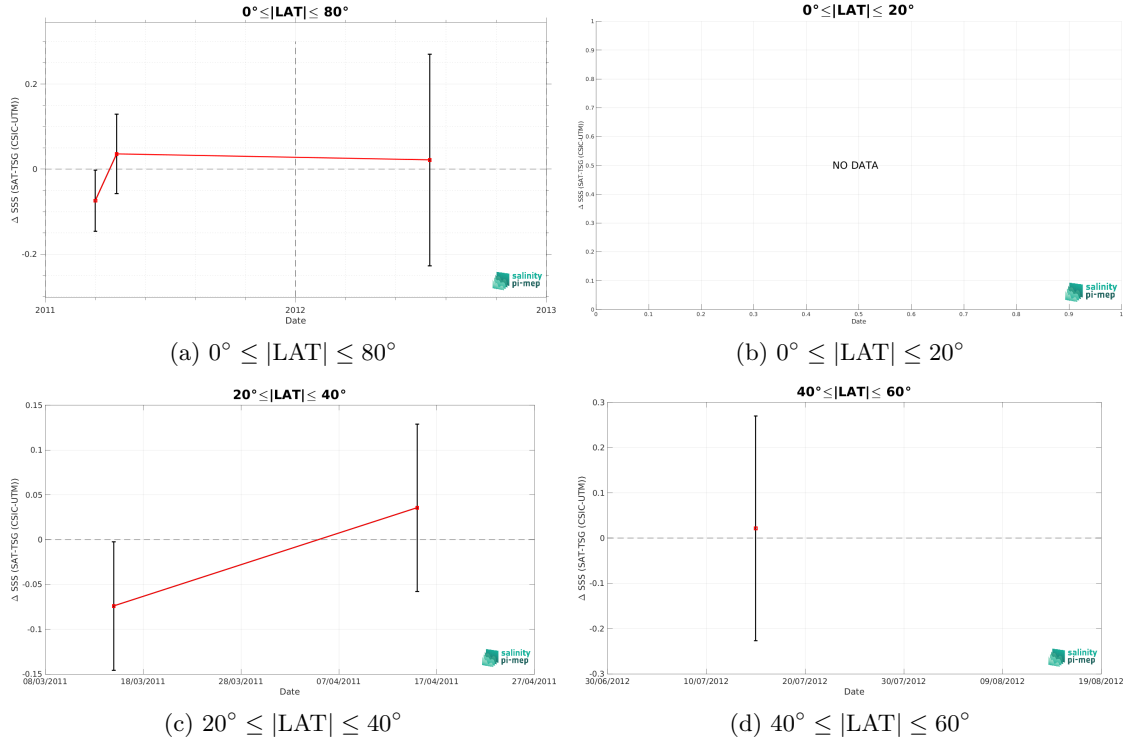 0°≤|LAT|≤ 80°
Δ SSS (SAT-TSG (CSIC-UTM))
0.2
0
-0.2
2011
2012
2013
Date
salinity
pi-mep
(a) 0° ≤ |LAT| ≤ 80°
0°≤|LAT|≤ 20°
Δ SSS (SAT-TSG (CSIC-UTM))
1
0.9
0.8
0.7
0.6
0.5
0.4
0.3
0.2
0.1
0
NO DATA
0
0.1
0.2
0.3
0.4
0.5
0.6
0.7
0.8
0.9
1
Date
salinity
pi-mep
(b) 0° ≤ |LAT| ≤ 20°
20°≤|LAT|≤ 40°
Δ SSS (SAT-TSG (CSIC-UTM))
0.15
0.1
0.05
0
-0.05
-0.1
-0.15
08/03/2011
18/03/2011
28/03/2011
07/04/2011
17/04/2011
27/04/2011
Date
salinity
pi-mep
(c) 20° ≤ |LAT| ≤ 40°
40°≤|LAT|≤ 60°
Δ SSS (SAT-TSG (CSIC-UTM))
0.3
0.2
0.1
0
-0.1
-0.2
-0.3
30/06/2012
10/07/2012
20/07/2012
30/07/2012
09/08/2012
19/08/2012
Date
salinity
pi-mep
(d) 40° ≤ |LAT| ≤ 60°